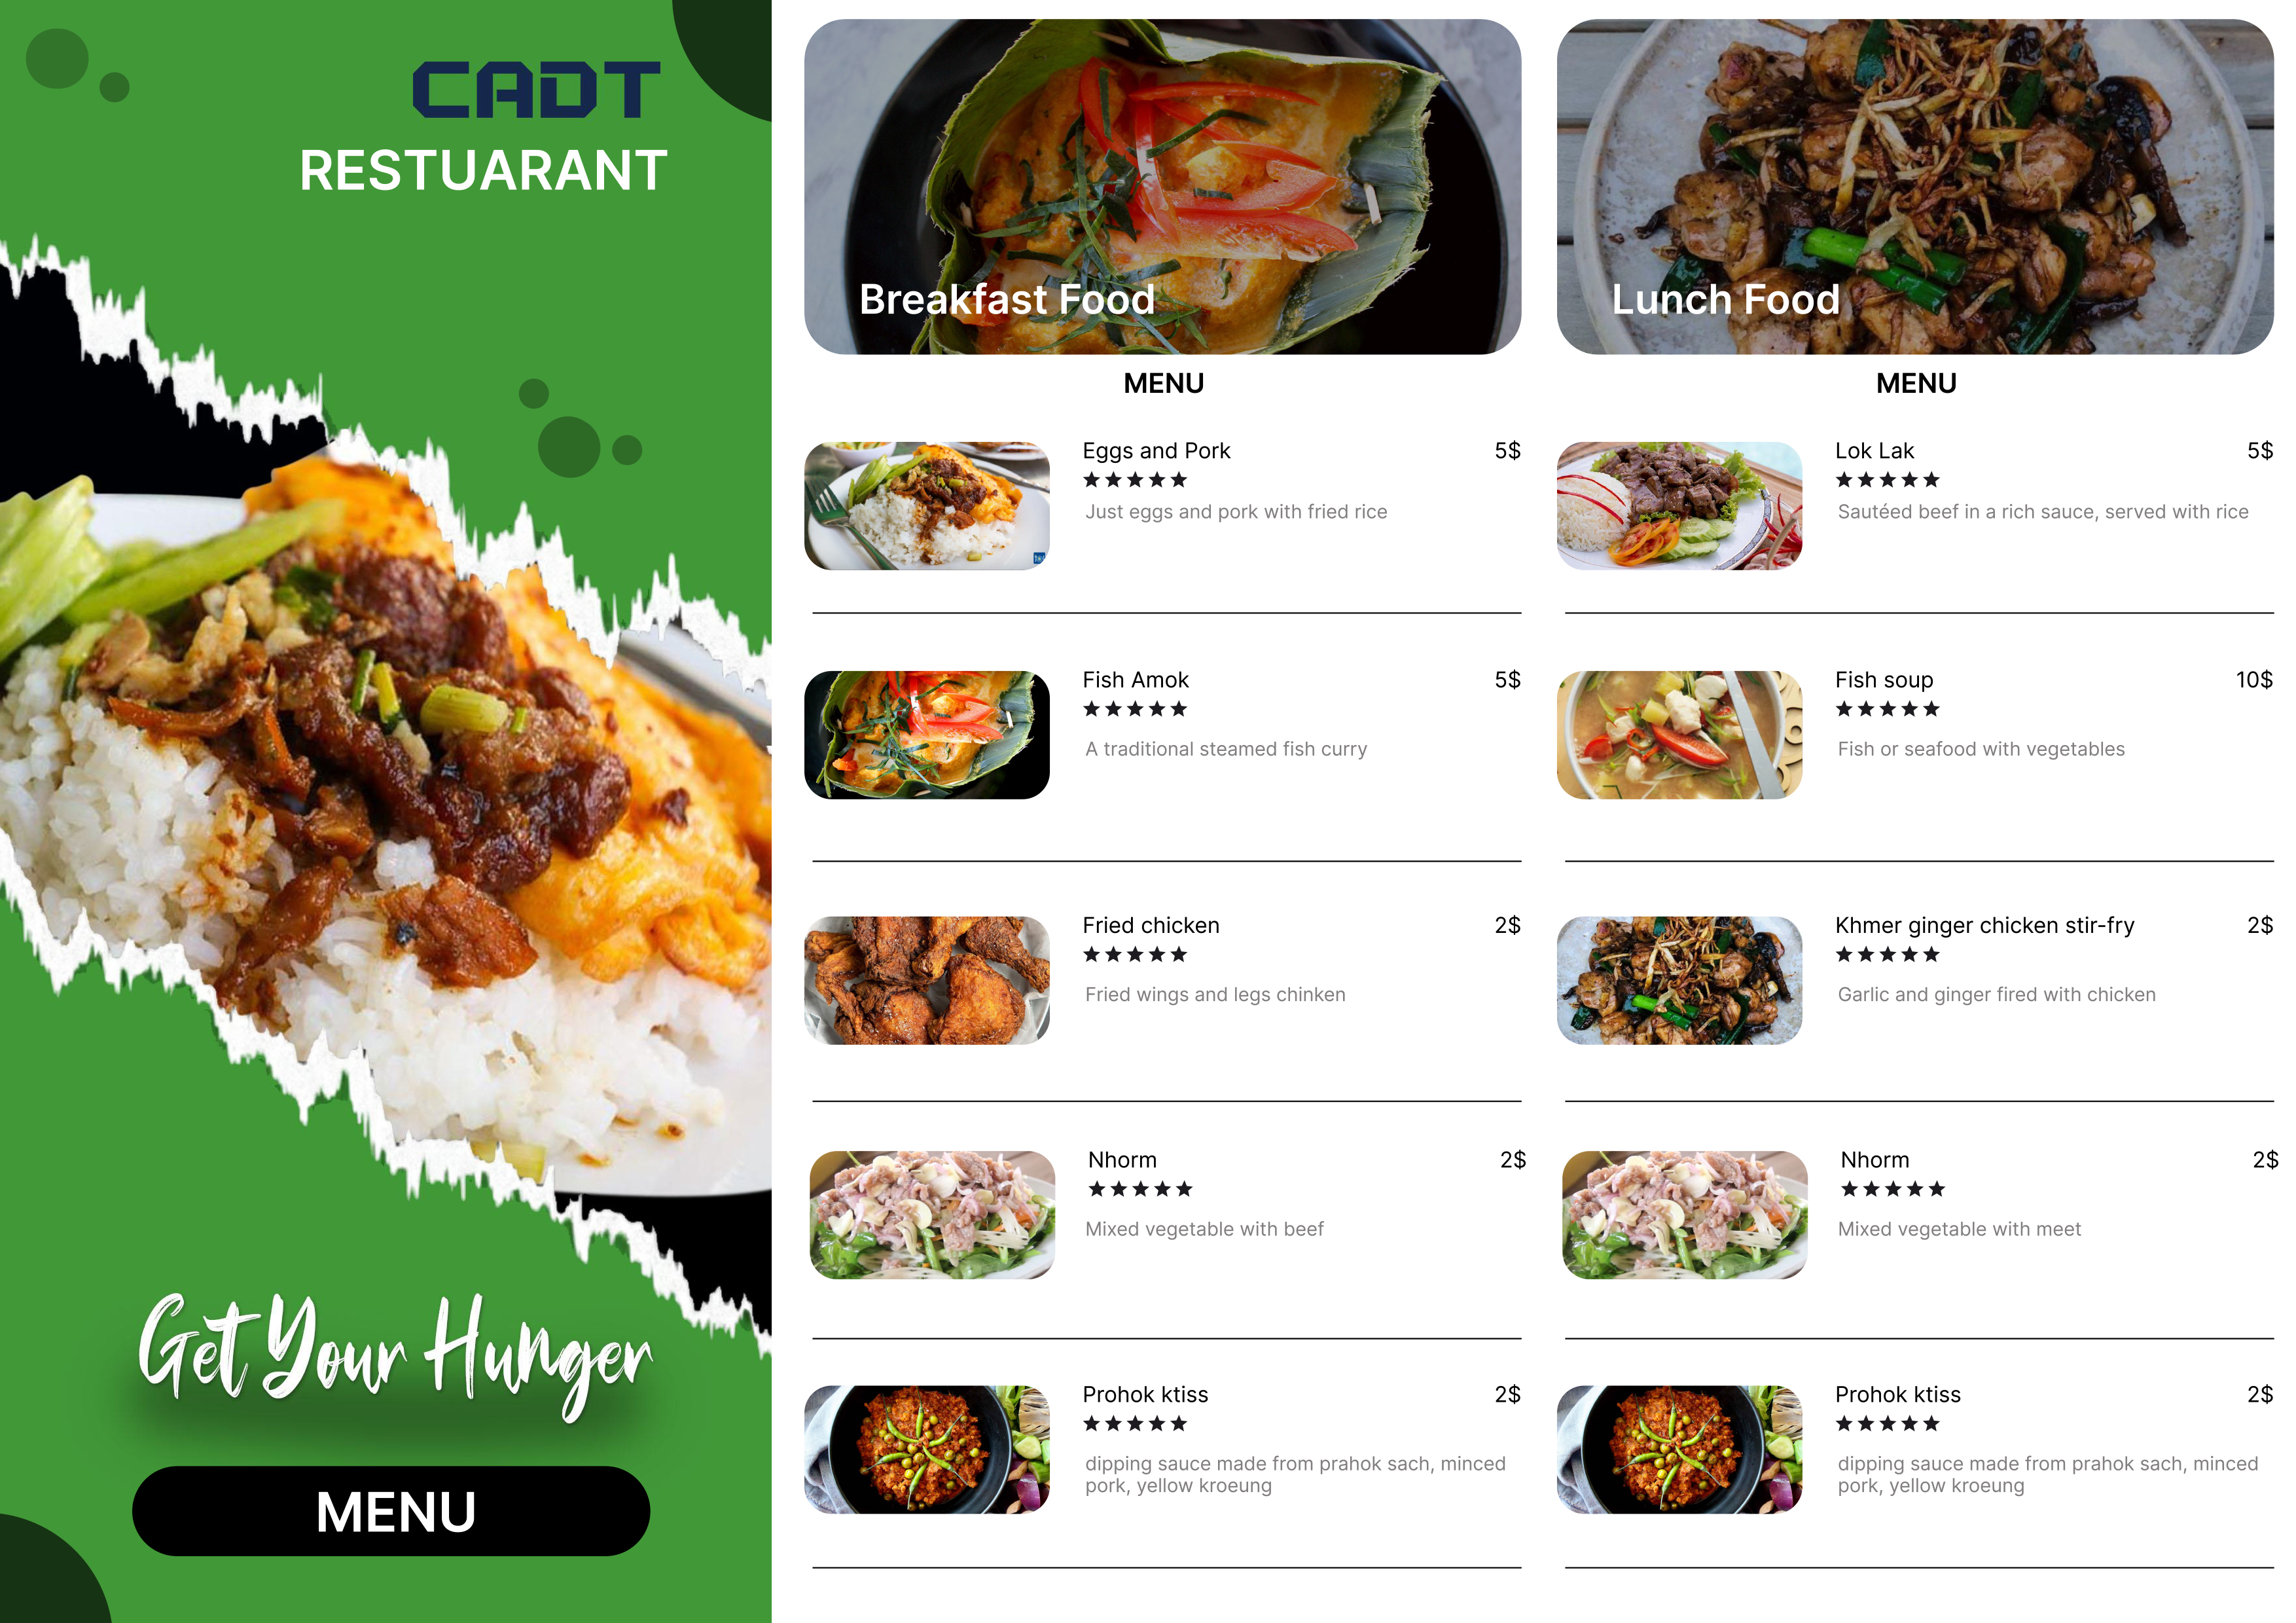 CADT
RESTUARANT
Get Your Hunger
MENU
Breakfast Food
MENU
Eggs and Pork 5$
Just eggs and pork with fried rice
Fish Amok 5$
A traditional steamed fish curry
Fried chicken 2$
Fried wings and legs chinken
Nhorm 2$
Mixed vegetable with beef
Prohok ktiss 2$
dipping sauce made from prahok sach, minced
pork, yellow kroeung
Lunch Food
MENU
Lok Lak 5$
Sautéed beef in a rich sauce, served with rice
Fish soup 10$
Fish or seafood with vegetables
Khmer ginger chicken stir-fry 2$
Garlic and ginger fired with chicken
Nhorm 2$
Mixed vegetable with meet
Prohok ktiss 2$
dipping sauce made from prahok sach, minced
pork, yellow kroeung